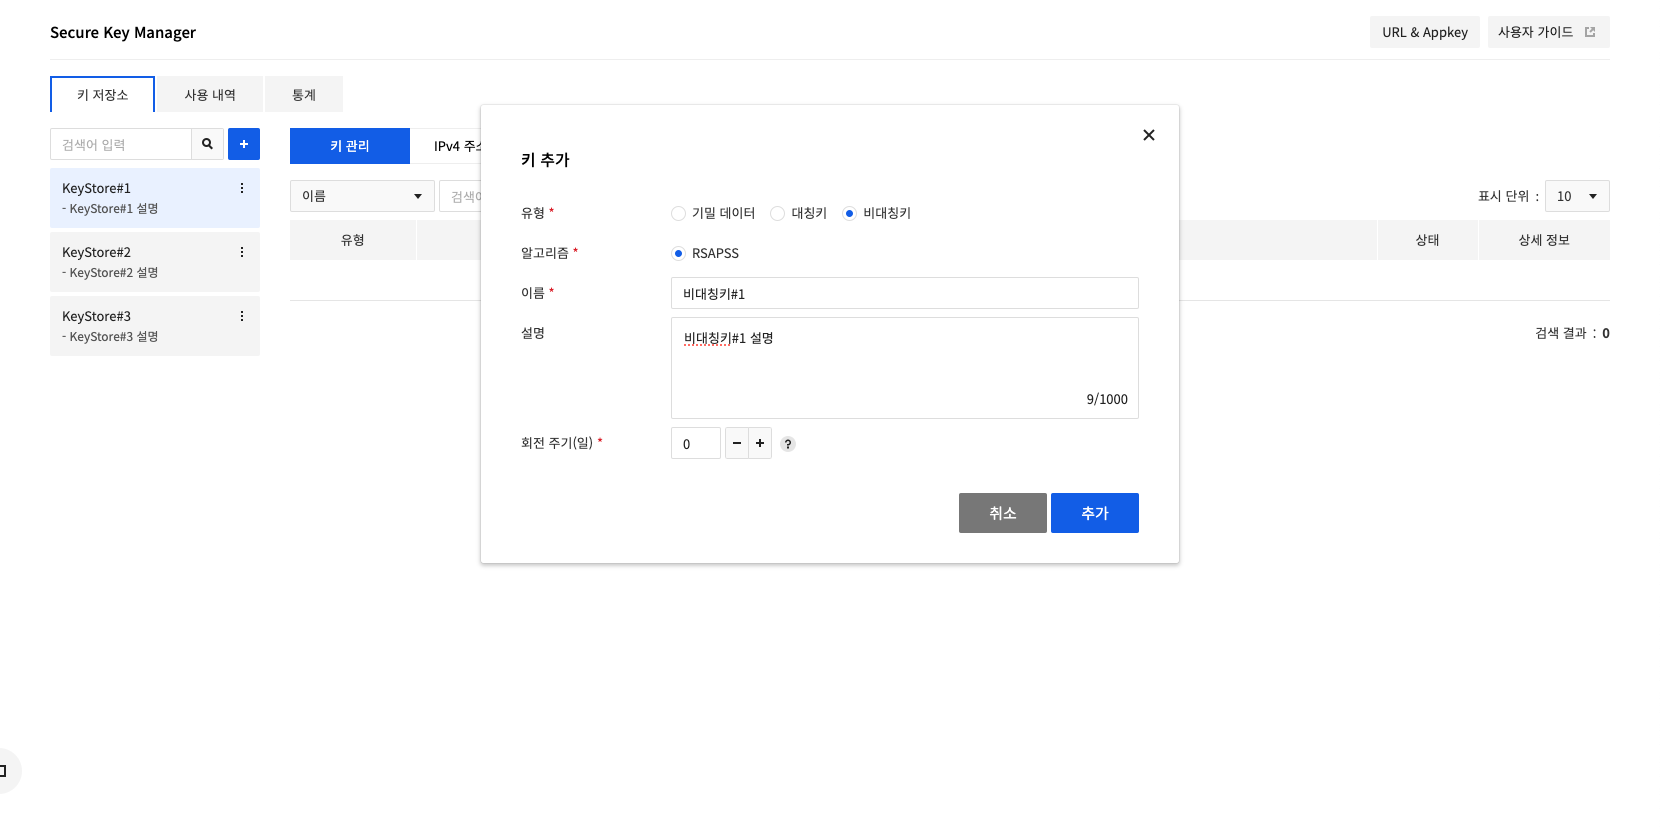 Secure Key Manager
URL & Appkey
사용자 가이드
키 저장소
사용 내역
통계
검색어 입력
+
KeyStore#1
- KeyStore#1 설명
KeyStore#2
- KeyStore#2 설명
KeyStore#3
- KeyStore#3 설명
키 관리
IPv4 주소
이름
검색어
표시 단위 : 10
유형
상태
상세 정보
검색 결과 : 0
키 추가
유형 *
기밀 데이터
대칭키
비대칭키
알고리즘 *
RSAPSS
이름 *
비대칭키#1
설명
비대칭키#1 설명
9/1000
회전 주기(일) *
0
− +
?
취소
추가